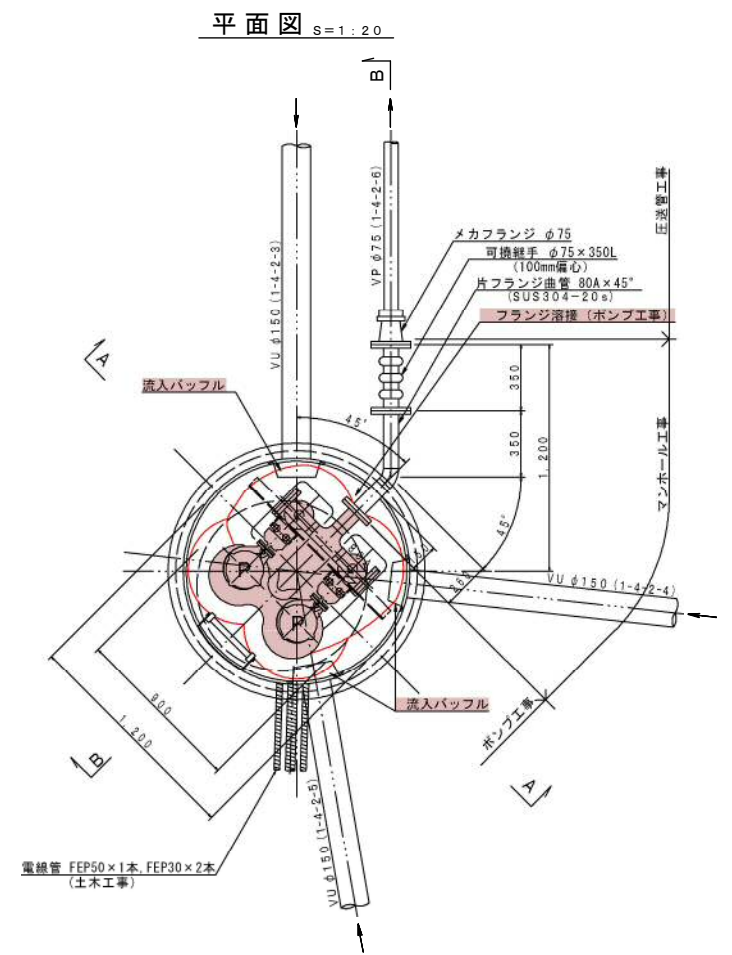 平面図 S=1:20
B
VU φ150 (1-4-2-3)
VP φ75 (1-4-2-6)
圧送管工事
メカフランジ φ75
可撓継手 φ75×350L
(100mm偏心)
片フランジ曲管 80A×45°
(SUS304-20s)
フランジ溶接 (ポンプ工事)
A
流入バッフル
45°
350
350
1,200
マンホール工事
45°
260
VU φ150 (1-4-2-4)
P
P
900
1,200
流入バッフル
ポンプ工事
B
A
VU φ150 (1-4-2-5)
電線管 FEP50×1本, FEP30×2本
(土木工事)